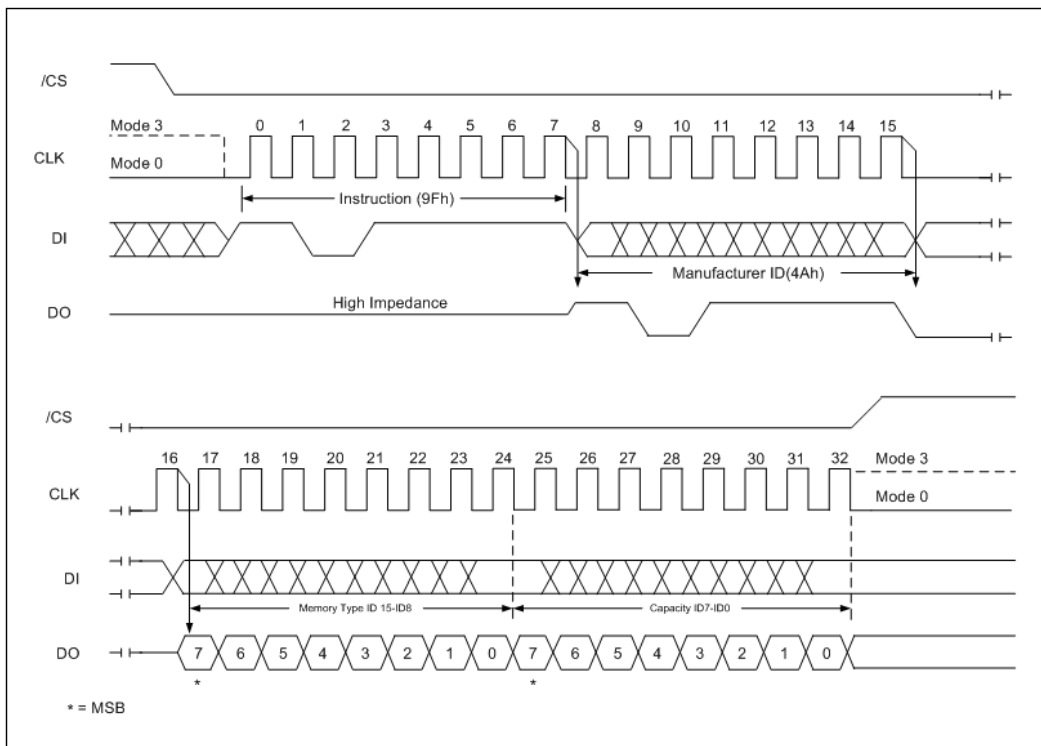 /CS
Mode 3
0 1 2 3 4 5 6 7 8 9 10 11 12 13 14 15
CLK
Mode 0
Instruction (9Fh)
DI
Manufacturer ID(4Ah)
High Impedance
DO
/CS
16 17 18 19 20 21 22 23 24 25 26 27 28 29 30 31 32
Mode 3
CLK
Mode 0
DI
Memory Type ID 15-ID8
Capacity ID7-ID0
DO
7 6 5 4 3 2 1 0 7 6 5 4 3 2 1 0
* *
* = MSB